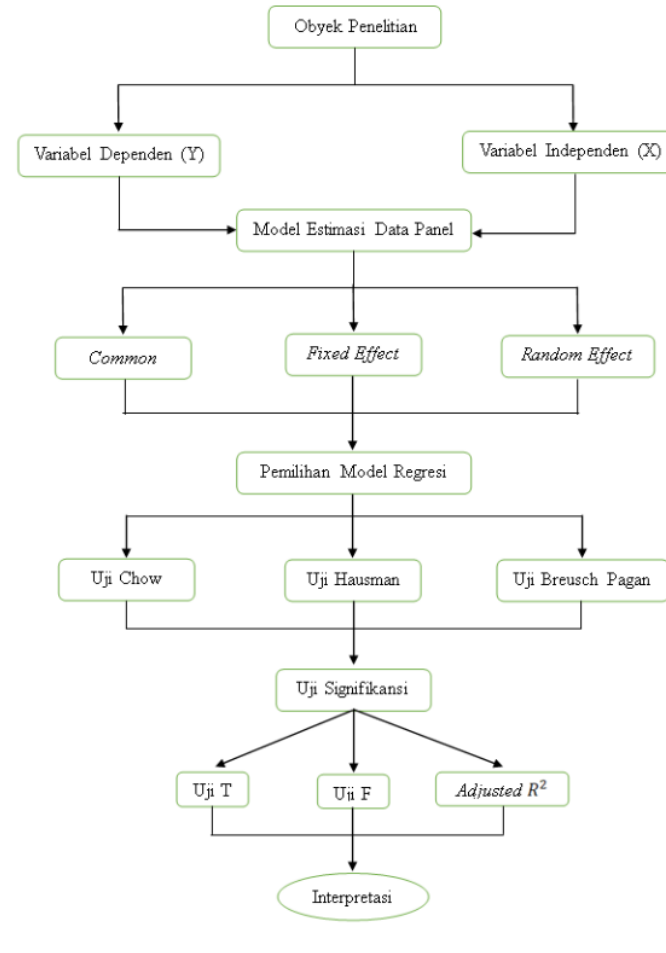 Obyek Penelitian
Variabel Dependen (Y)
Variabel Independen (X)
Model Estimasi Data Panel
Common
Fixed Effect
Random Effect
Pemilihan Model Regresi
Uji Chow
Uji Hausman
Uji Breusch Pagan
Uji Signifikansi
Uji T
Uji F
Adjusted R²
Interpretasi